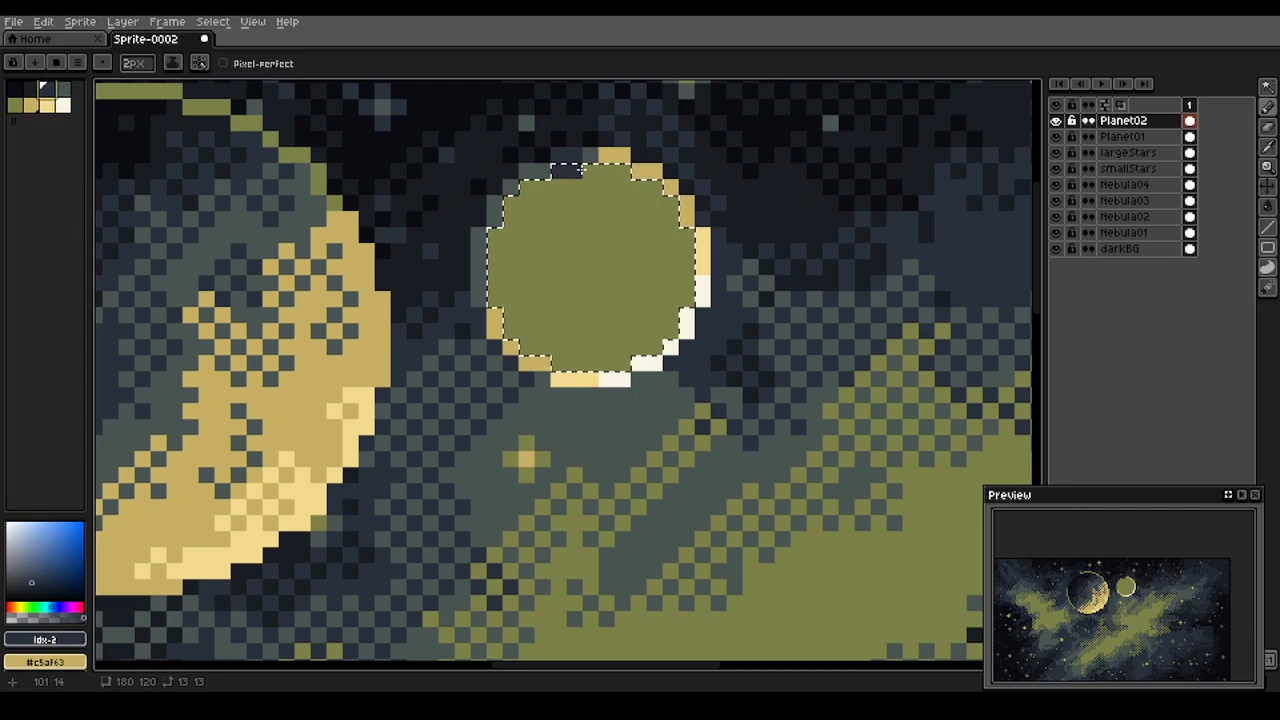 File Edit Sprite Layer Frame Select View Help
Home Sprite-0002
2px Pixel-perfect
1
Planet02
Planet01
largeStars
smallStars
Nebula04
Nebula03
Nebula02
Nebula01
darkBG
Preview
Idx-2
#c5af63
101 14 180 120 13 13